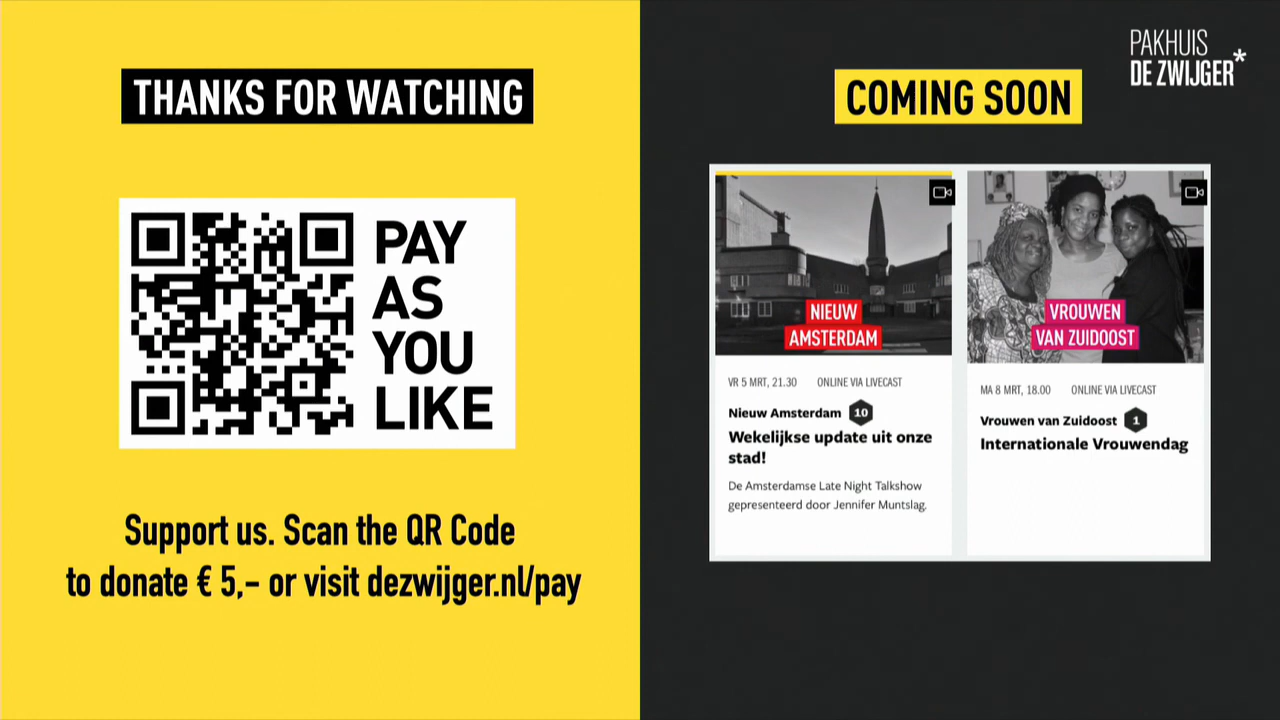 THANKS FOR WATCHING
PAY
AS
YOU
LIKE
Support us. Scan the QR Code
to donate € 5,- or visit dezwijger.nl/pay
PAKHUIS
DE ZWIJGER*
COMING SOON
NIEUW
AMSTERDAM
VR 5 MRT, 21.30 ONLINE VIA LIVECAST
Nieuw Amsterdam 10
Wekelijkse update uit onze
stad!
De Amsterdamse Late Night Talkshow
gepresenteerd door Jennifer Muntslag.
VROUWEN
VAN ZUIDOOST
MA 8 MRT, 18.00 ONLINE VIA LIVECAST
Vrouwen van Zuidoost 1
Internationale Vrouwendag